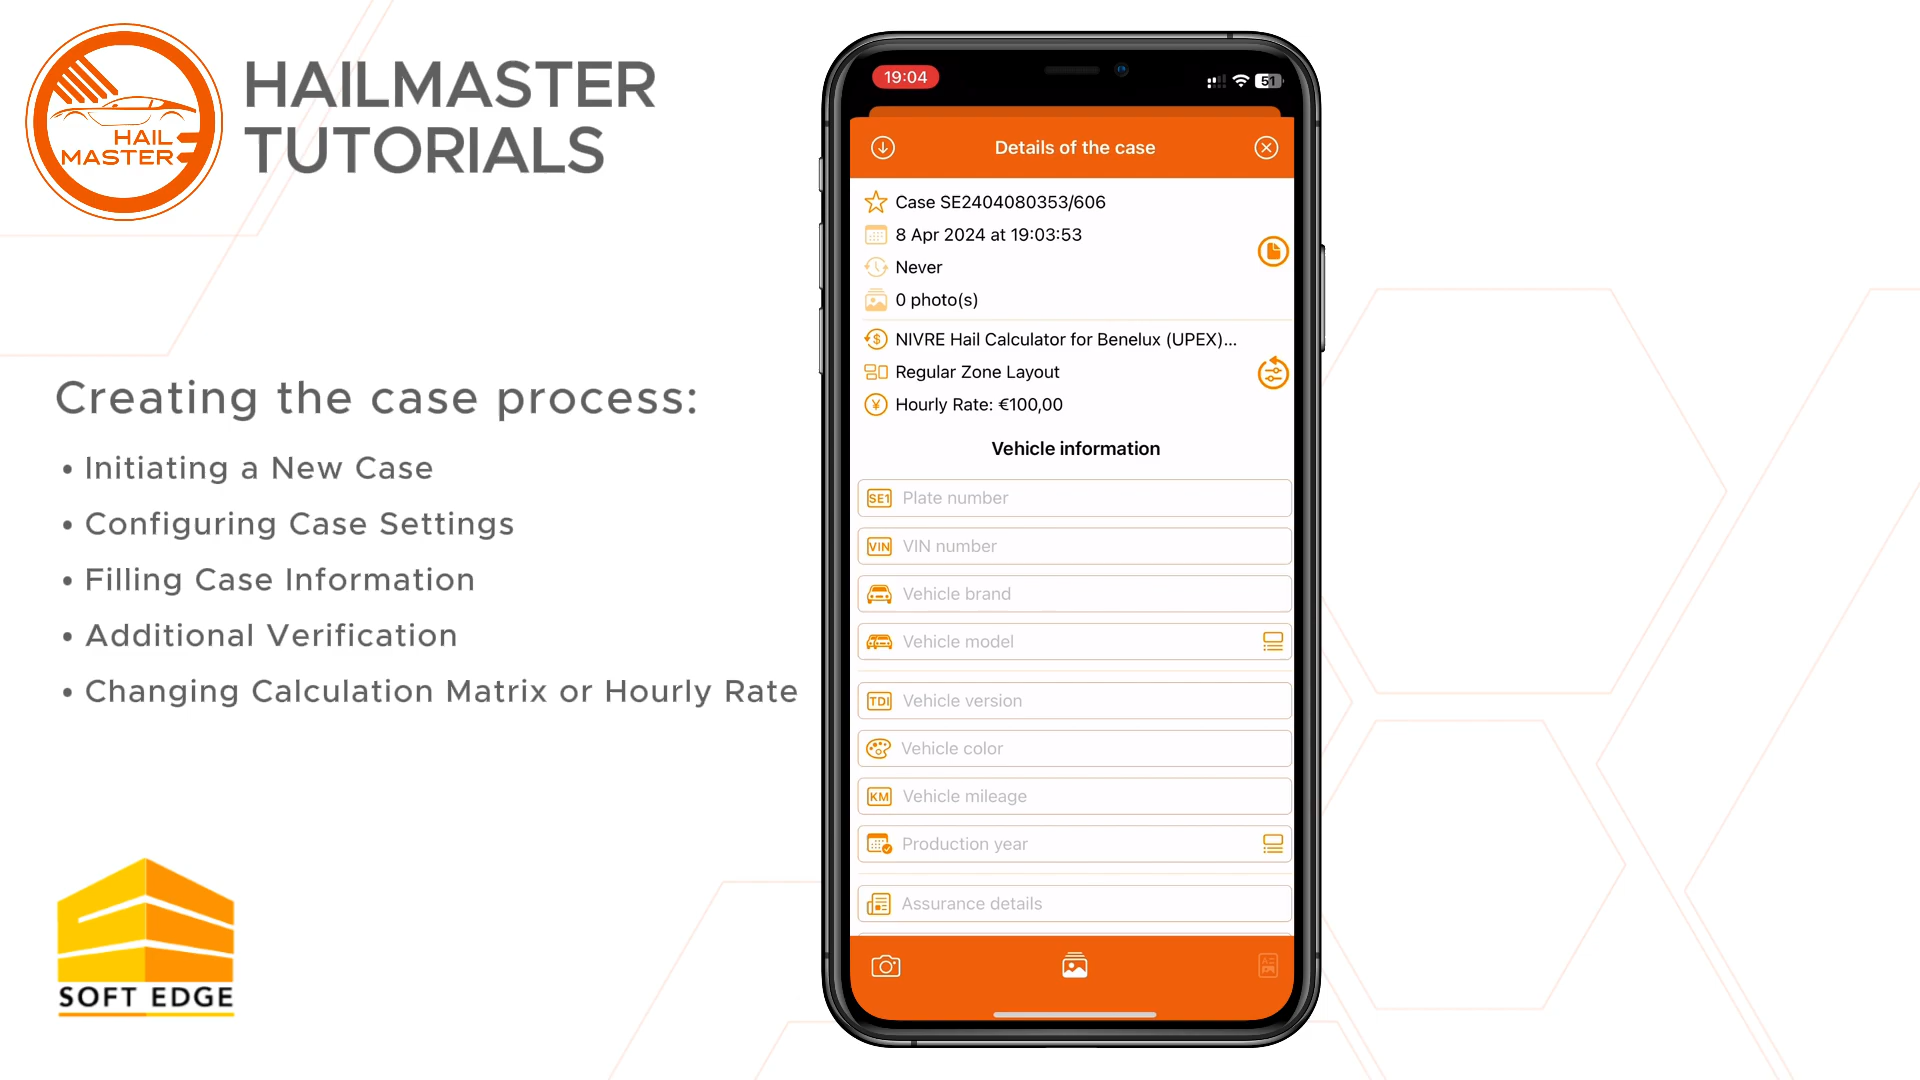 HAIL
MASTER
HAILMASTER
TUTORIALS
Creating the case process:
• Initiating a New Case
• Configuring Case Settings
• Filling Case Information
• Additional Verification
• Changing Calculation Matrix or Hourly Rate
SOFT EDGE
19:04
51
Details of the case
Case SE2404080353/606
8 Apr 2024 at 19:03:53
Never
0 photo(s)
NIVRE Hail Calculator for Benelux (UPEX)...
Regular Zone Layout
Hourly Rate: €100,00
Vehicle information
SE1 Plate number
VIN VIN number
Vehicle brand
Vehicle model
TDI Vehicle version
Vehicle color
KM Vehicle mileage
Production year
Assurance details